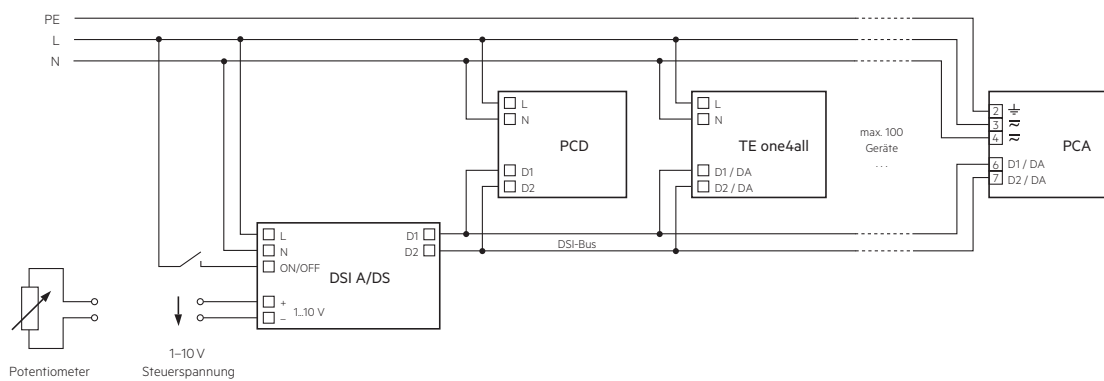 PE
L
N
L
N
PCD
D1
D2
L
N
TE one4all
D1 / DA
D2 / DA
max. 100
Geräte
. . .
2
3
4
PCA
6 D1 / DA
7 D2 / DA
L
N
ON/OFF
D1
D2
DSI A/DS
+
1...10 V
–
DSI-Bus
Potentiometer
1–10 V
Steuerspannung